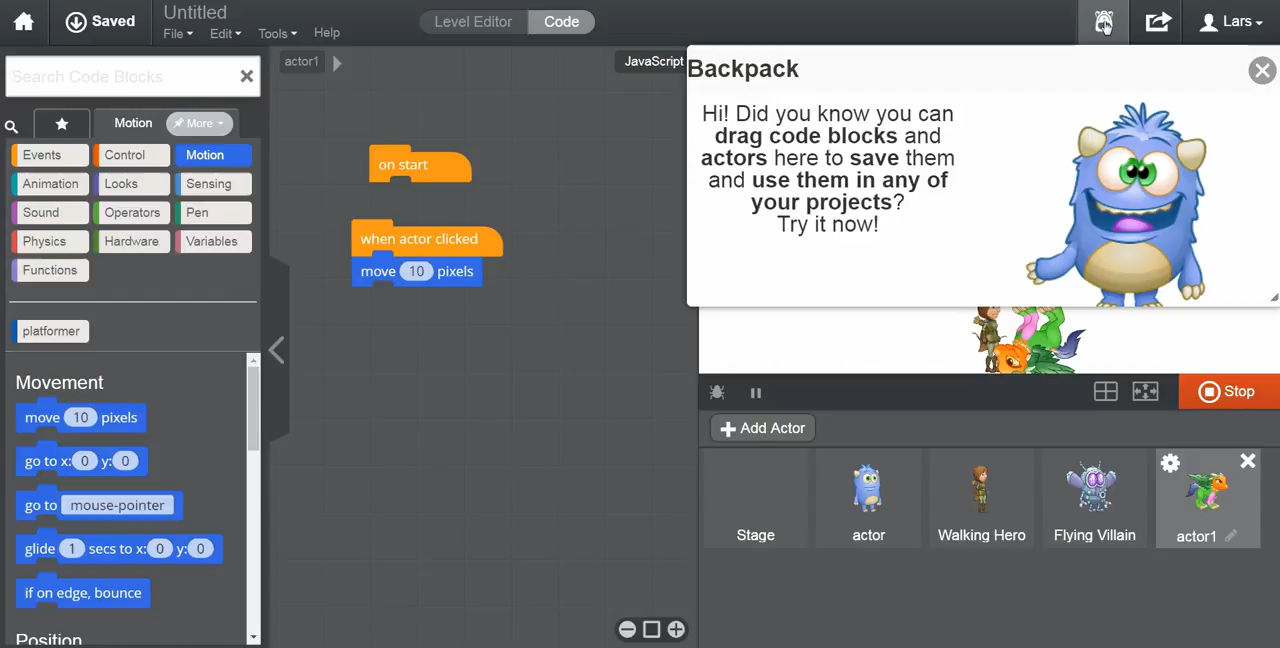 Saved
Untitled
File Edit Tools Help
Level Editor Code
Lars
Search Code Blocks
Motion More
Events Control Motion
Animation Looks Sensing
Sound Operators Pen
Physics Hardware Variables
Functions
platformer
Movement
move 10 pixels
go to x: 0 y: 0
go to mouse-pointer
glide 1 secs to x: 0 y: 0
if on edge, bounce
Position
actor1
JavaScript
on start
when actor clicked
move 10 pixels
Backpack
Hi! Did you know you can
drag code blocks and
actors here to save them
and use them in any of
your projects?
Try it now!
Stop
Add Actor
Stage actor Walking Hero Flying Villain actor1